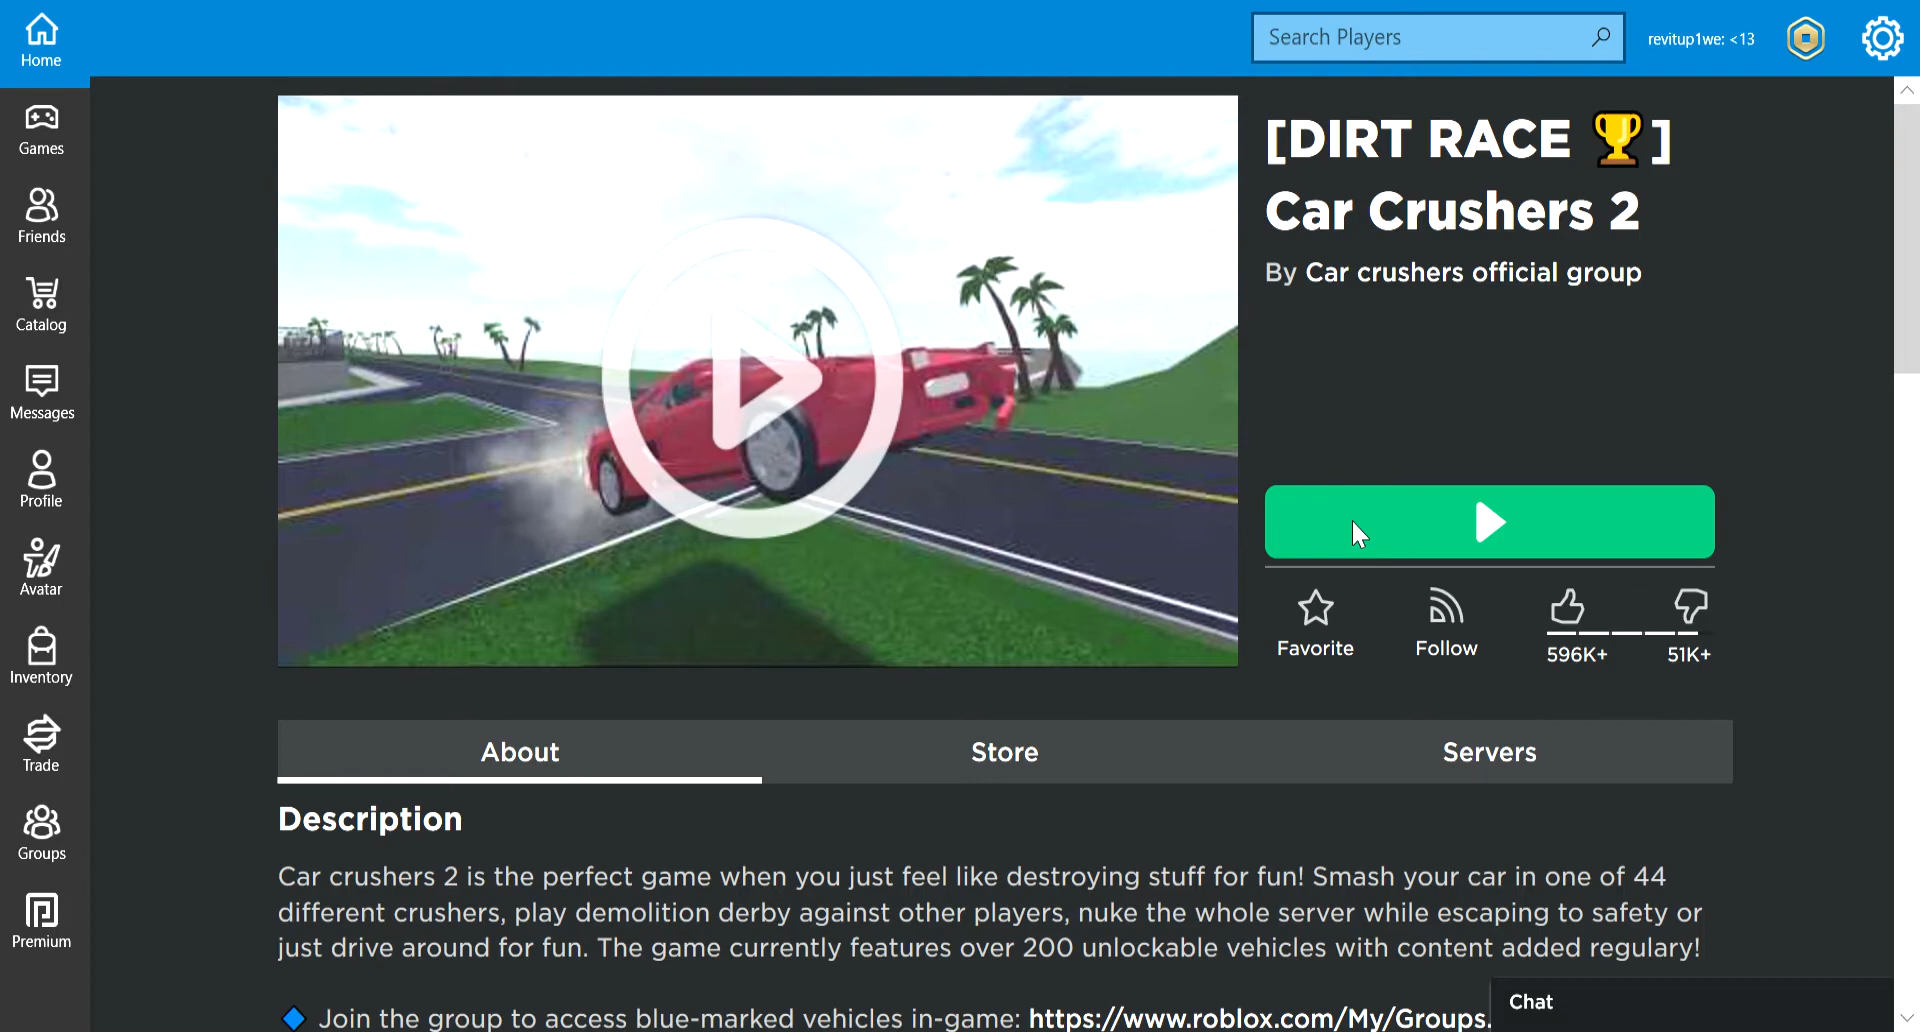 Home
Search Players
revitup1we: <13
Games
Friends
Catalog
Messages
Profile
Avatar
Inventory
Trade
Groups
Premium
[DIRT RACE 🏆]
Car Crushers 2
By Car crushers official group
Favorite
Follow
596K+
51K+
About
Store
Servers
Description
Car crushers 2 is the perfect game when you just feel like destroying stuff for fun! Smash your car in one of 44
different crushers, play demolition derby against other players, nuke the whole server while escaping to safety or
just drive around for fun. The game currently features over 200 unlockable vehicles with content added regulary!
🔷 Join the group to access blue-marked vehicles in-game: https://www.roblox.com/My/Groups.
Chat